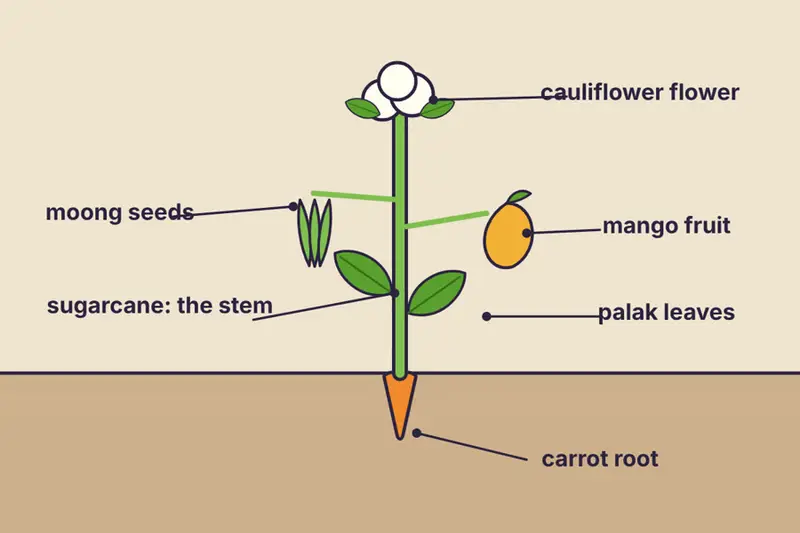 cauliflower flower
moong seeds
mango fruit
sugarcane: the stem
palak leaves
carrot root